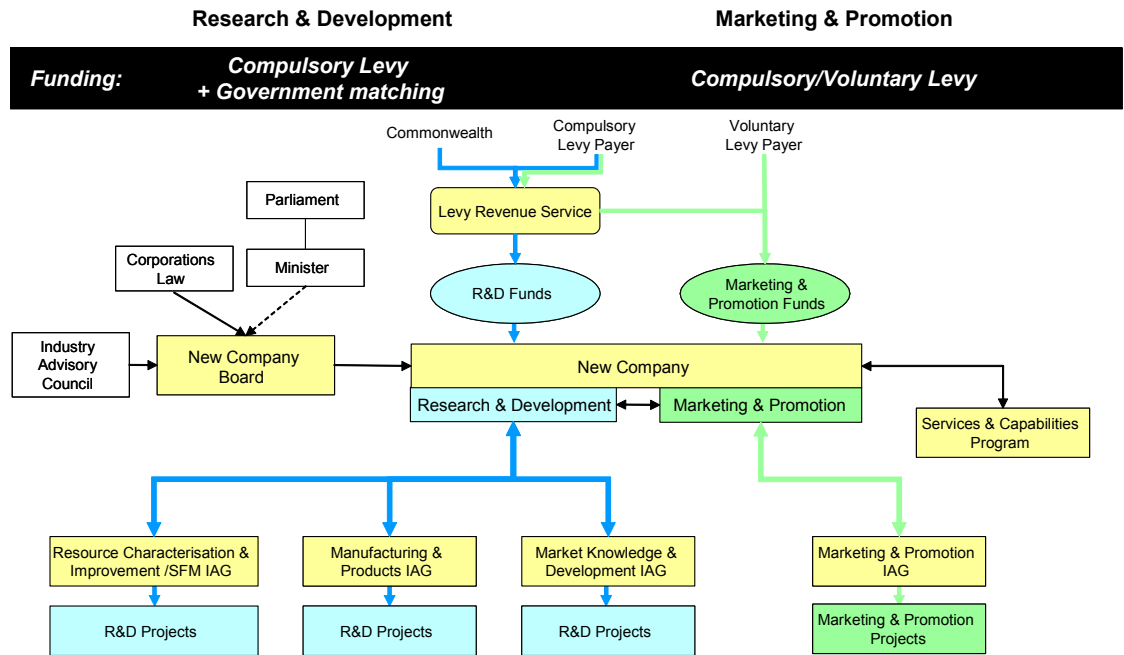 Research & Development
Marketing & Promotion
Funding:
Compulsory Levy
+ Government matching
Compulsory/Voluntary Levy
Commonwealth
Compulsory
Levy Payer
Voluntary
Levy Payer
Parliament
Levy Revenue Service
Corporations
Law
Minister
R&D Funds
Marketing &
Promotion Funds
Industry
Advisory
Council
New Company
Board
New Company
Research & Development
Marketing & Promotion
Services & Capabilities
Program
Resource Characterisation &
Improvement /SFM IAG
Manufacturing &
Products IAG
Market Knowledge &
Development IAG
Marketing & Promotion
IAG
R&D Projects
R&D Projects
R&D Projects
Marketing & Promotion
Projects